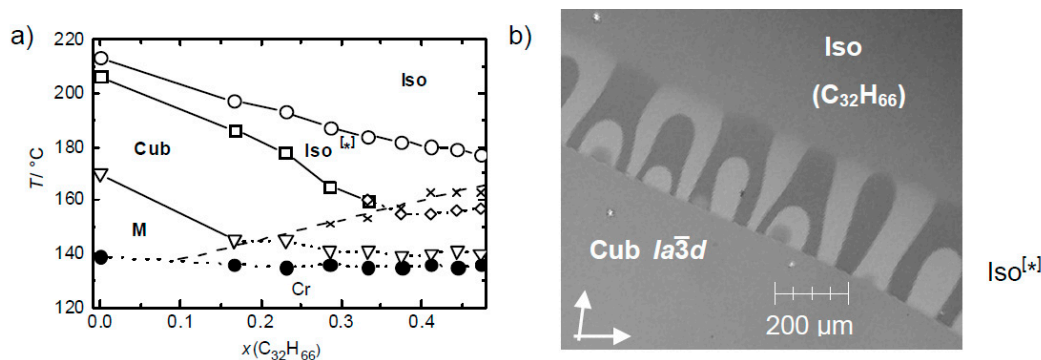 a)
220
200
180
160
140
120
T/ °C
Iso
Cub
Iso[*]
M
Cr
0.0 0.1 0.2 0.3 0.4
x(C32H66)
b)
Iso
(C32H66)
Cub Ia3̄d
200 µm
Iso[*]